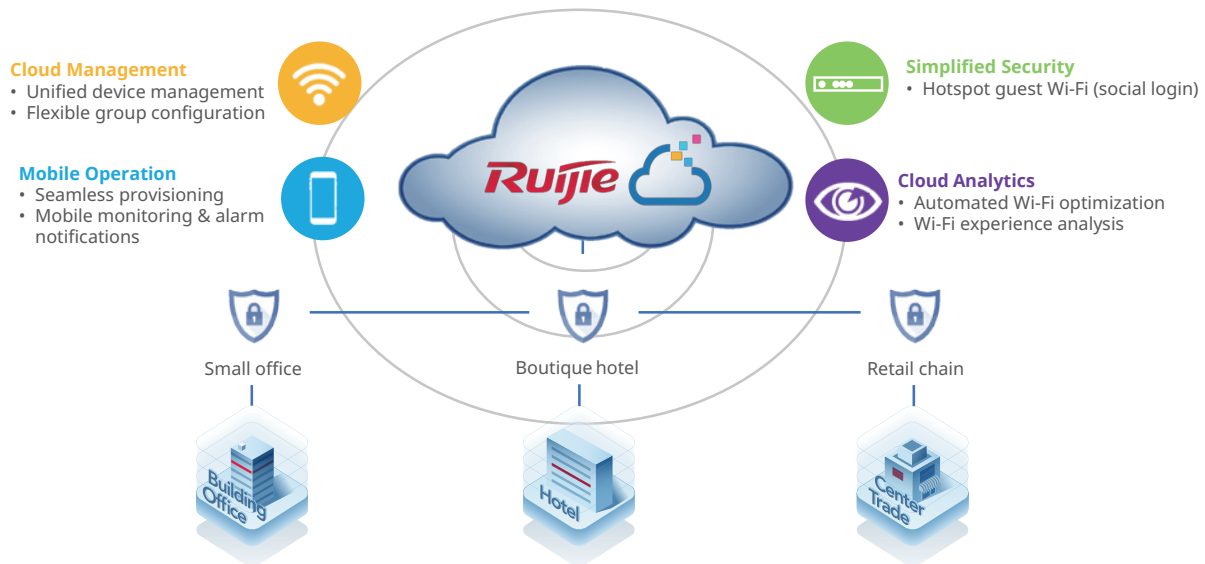 Cloud Management
• Unified device management
• Flexible group configuration
Mobile Operation
• Seamless provisioning
• Mobile monitoring & alarm
notifications
Ruijie
Simplified Security
• Hotspot guest Wi-Fi (social login)
Cloud Analytics
• Automated Wi-Fi optimization
• Wi-Fi experience analysis
Small office
Boutique hotel
Retail chain
Building
Office
Hotel
Center
Trade